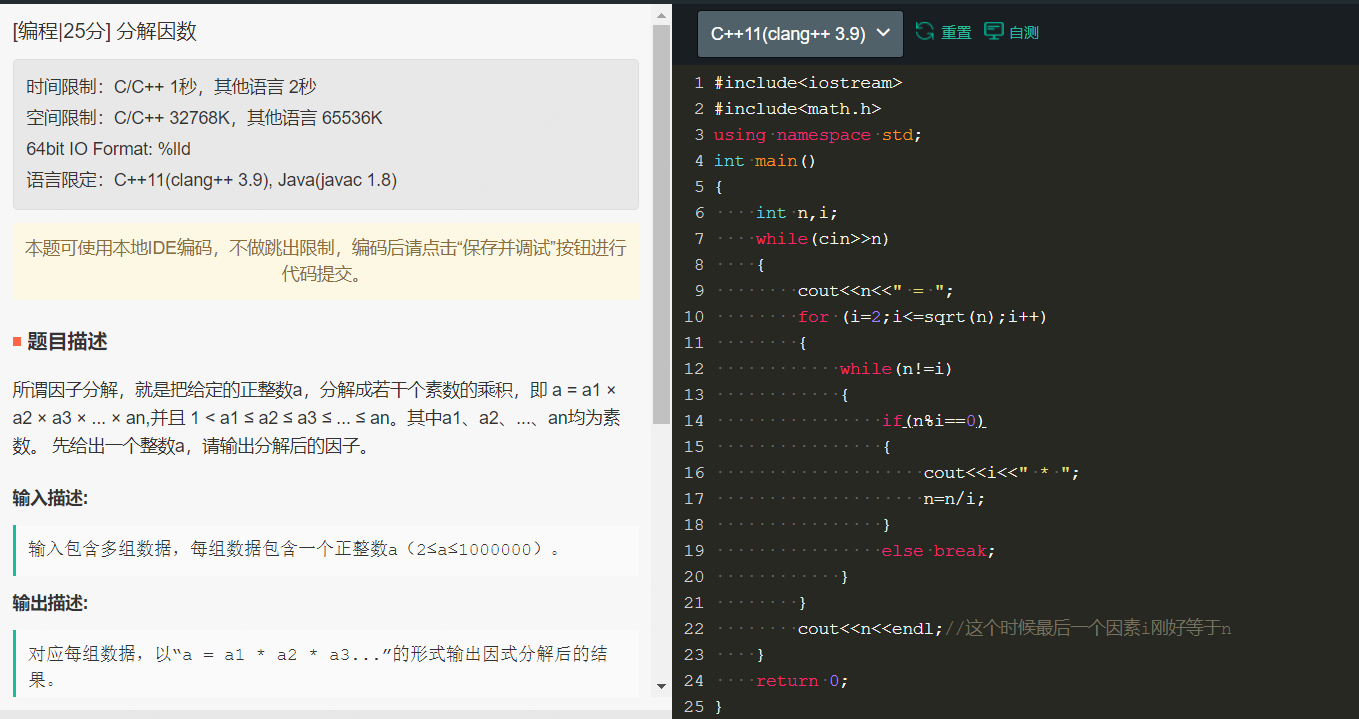 [编程|25分] 分解因数
时间限制：C/C++ 1秒，其他语言 2秒
空间限制：C/C++ 32768K，其他语言 65536K
64bit IO Format: %lld
语言限定：C++11(clang++ 3.9), Java(javac 1.8)
本题可使用本地IDE编码，不做跳出限制，编码后请点击“保存并调试”按钮进行
代码提交。
题目描述
所谓因子分解，就是把给定的正整数a，分解成若干个素数的乘积，即 a = a1 ×
a2 × a3 × ... × an,并且 1 < a1 ≤ a2 ≤ a3 ≤ ... ≤ an。其中a1、a2、...、an均为素
数。 先给出一个整数a，请输出分解后的因子。
输入描述:
输入包含多组数据，每组数据包含一个正整数a（2≤a≤1000000）。
输出描述:
对应每组数据，以“a = a1 * a2 * a3...”的形式输出因式分解后的结
果。
C++11(clang++ 3.9) 重置 自测
1 #include<iostream>
2 #include<math.h>
3 using namespace std;
4 int main()
5 {
6     int n,i;
7     while(cin>>n)
8     {
9         cout<<n<<" = ";
10         for (i=2;i<=sqrt(n);i++)
11         {
12             while(n!=i)
13             {
14                 if(n%i==0)
15                 {
16                     cout<<i<<" * ";
17                     n=n/i;
18                 }
19                 else break;
20             }
21         }
22         cout<<n<<endl;//这个时候最后一个因素i刚好等于n
23     }
24     return 0;
25 }